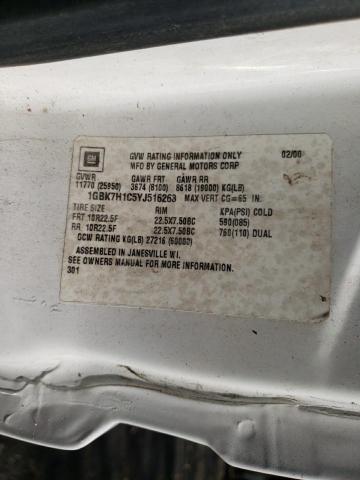 GM
GVW RATING INFORMATION ONLY 02/00
MFD BY GENERAL MOTORS CORP
GVWR GAWR FRT GAWR RR
11770 (25950) 3674 (8100) 8618 (19000) KG(LB)
1GBK7H1C5YJ516263 MAX VERT CG=65 IN.
TIRE SIZE RIM KPA(PSI) COLD
FRT 10R22.5F 22.5X7.50BC 590(085)
RR 10R22.5F 22.5X7.50BC 760(110) DUAL
GCW RATING KG(LB) 27216 (60000)
ASSEMBLED IN JANESVILLE WI.
SEE OWNERS MANUAL FOR MORE INFORMATION.
301